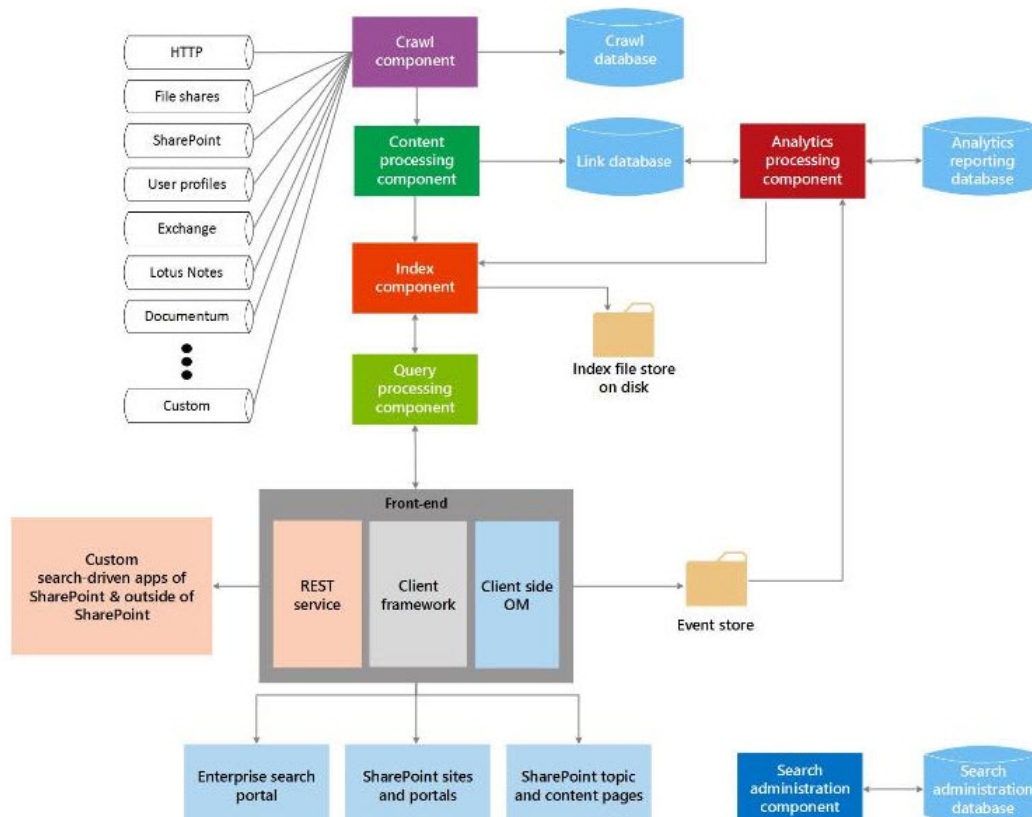 HTTP
File shares
SharePoint
User profiles
Exchange
Lotus Notes
Documentum
Custom
Crawl
component
Crawl
database
Content
processing
component
Link database
Analytics
processing
component
Analytics
reporting
database
Index
component
Index file store
on disk
Query
processing
component
Front-end
REST
service
Client
framework
Client side
OM
Custom
search-driven apps of
SharePoint & outside of
SharePoint
Event store
Enterprise search
portal
SharePoint sites
and portals
SharePoint topic
and content pages
Search
administration
component
Search
administration
database